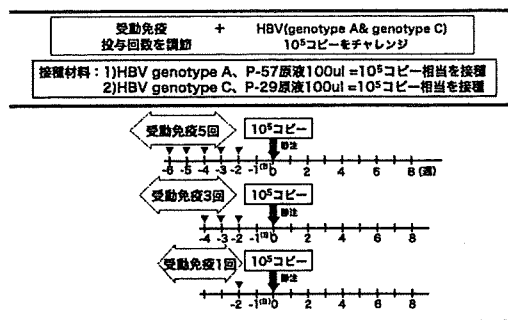 受動免疫 + HBV(genotype A& genotype C)
投与回数を調節 10⁵コピーをチャレンジ
接種材料：1)HBV genotype A、P-57原液100ul =10⁵コピー相当を接種
2)HBV genotype C、P-29原液100ul =10⁵コピー相当を接種
受動免疫5回 10⁵コピー
静注
-6 -5 -4 -3 -2 -1(日) 0 2 4 6 8 (週)
受動免疫3回 10⁵コピー
静注
-4 -3 -2 -1(日) 0 2 4 6 8
受動免疫1回 10⁵コピー
静注
-2 -1(日) 0 2 4 6 8